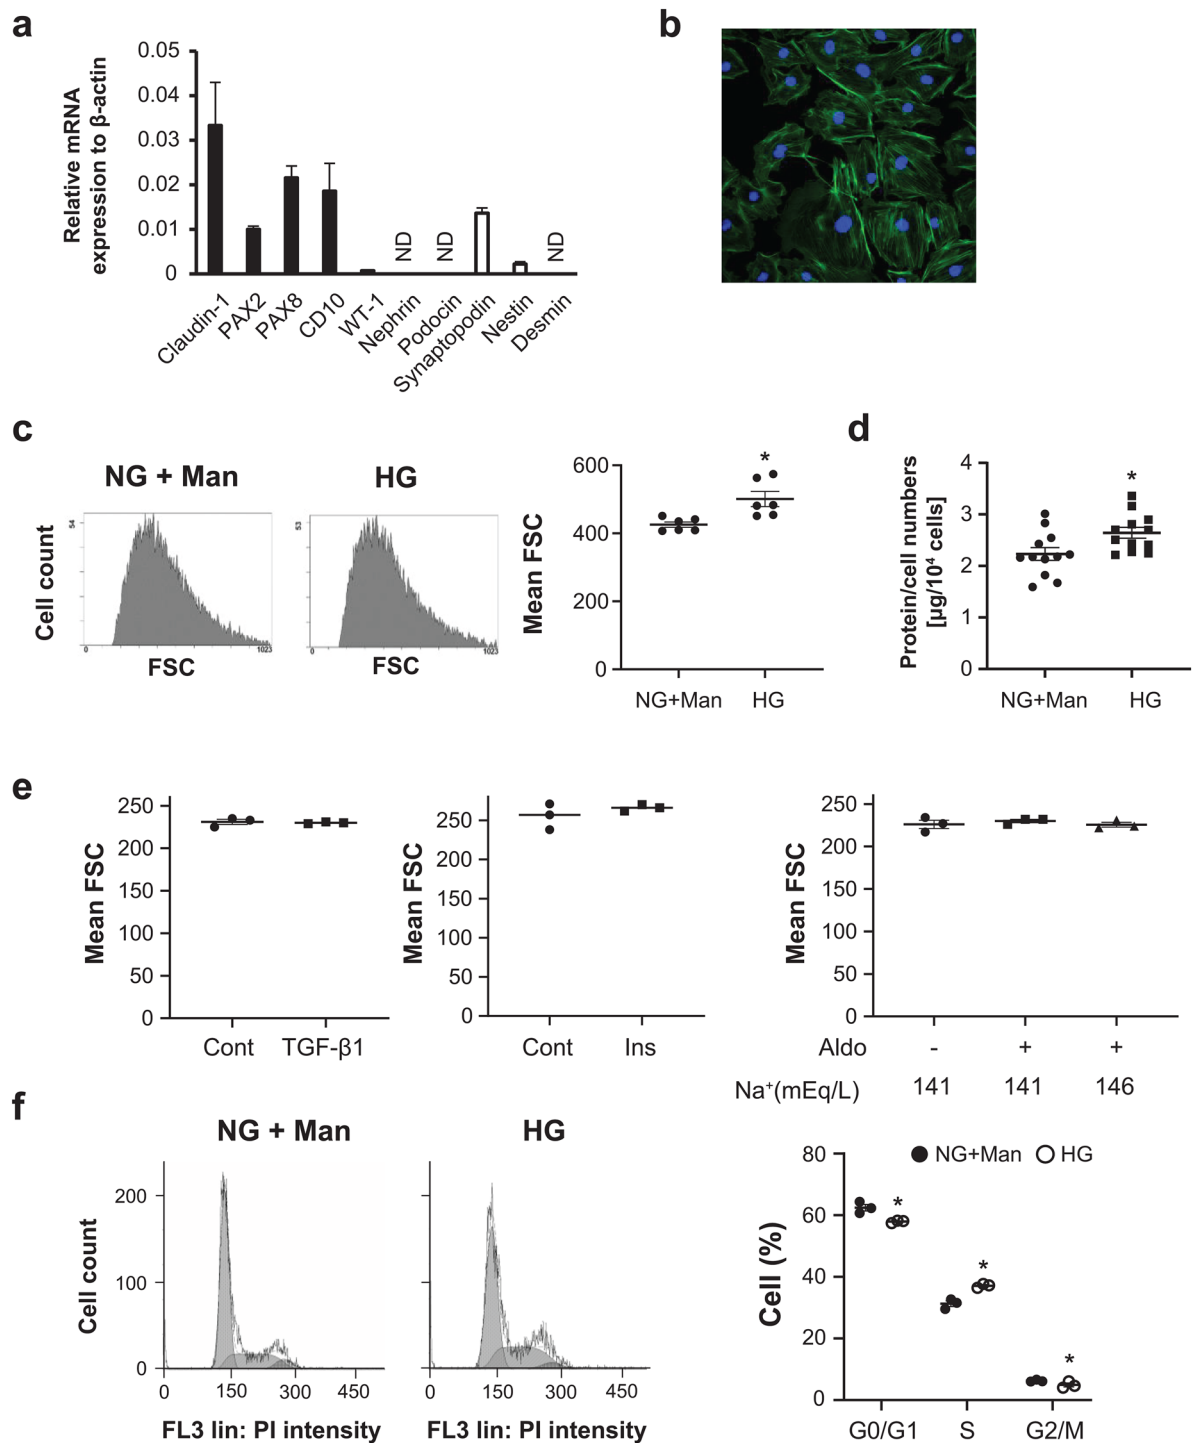 a
Relative mRNA
expression to β-actin
0.05
0.04
0.03
0.02
0.01
0
ND
ND
ND
Claudin-1
PAX2
PAX8
CD10
WT-1
Nephrin
Podocin
Synaptopodin
Nestin
Desmin
b
c
NG + Man
HG
Cell count
54
0
1023
FSC
53
0
1023
FSC
Mean FSC
600
400
200
0
*
NG+Man
HG
d
Protein/cell numbers
[µg/10⁴ cells]
4
3
2
1
0
*
NG+Man
HG
e
Mean FSC
250
200
150
100
50
0
Cont
TGF-β1
Mean FSC
250
200
150
100
50
0
Cont
Ins
Mean FSC
250
200
150
100
50
0
Aldo - + +
Na⁺(mEq/L) 141 141 146
f
NG + Man
HG
Cell count
200
100
0
0 150 300 450
FL3 lin: PI intensity
0 150 300 450
FL3 lin: PI intensity
Cell (%)
80
60
40
20
0
NG+Man HG
*
*
*
G0/G1 S G2/M